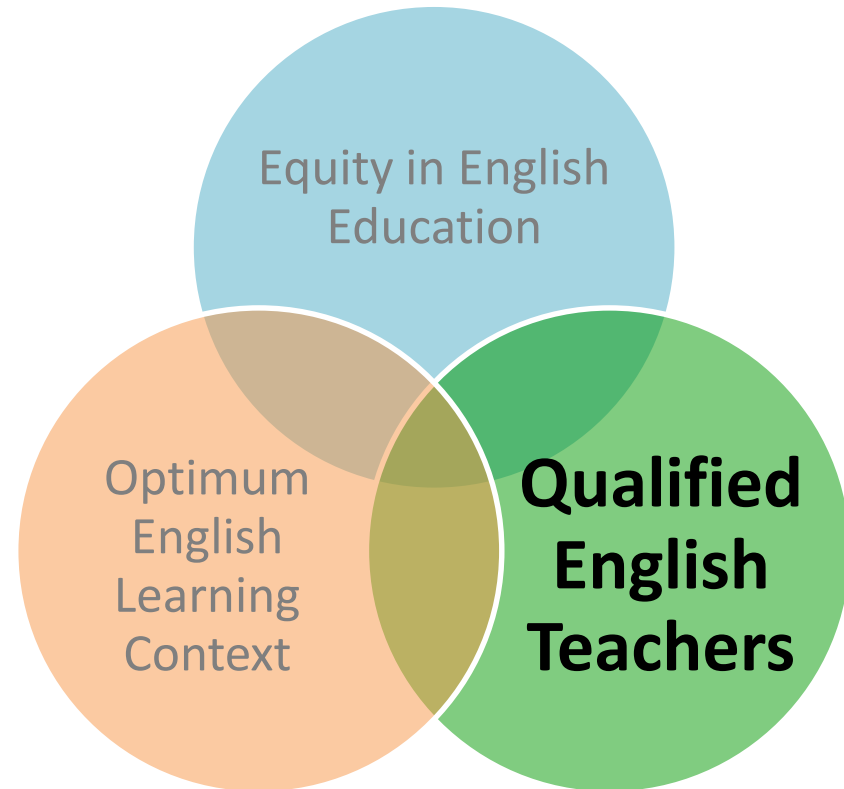 Equity in English
Education
Optimum
English
Learning
Context
Qualified
English
Teachers